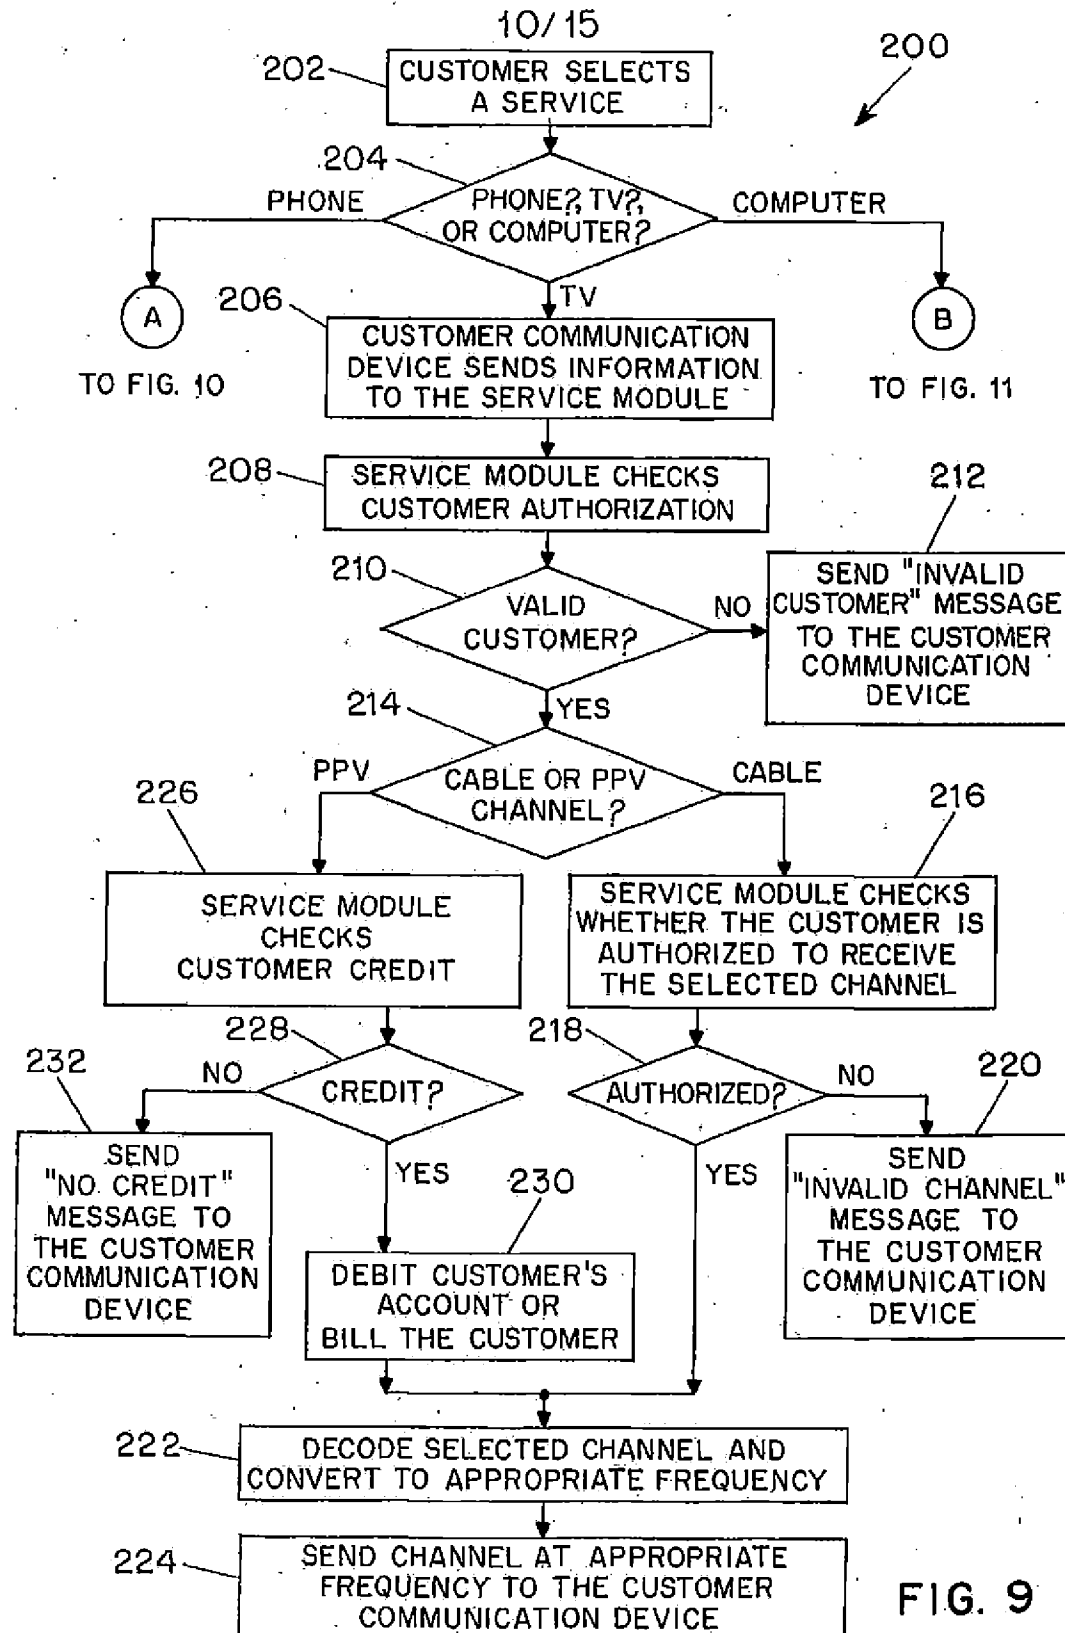 10/15
200
202
CUSTOMER SELECTS
A SERVICE
204
PHONE
PHONE?, TV?,
OR COMPUTER?
COMPUTER
TV
A
TO FIG. 10
B
TO FIG. 11
206
CUSTOMER COMMUNICATION
DEVICE SENDS INFORMATION
TO THE SERVICE MODULE
208
SERVICE MODULE CHECKS
CUSTOMER AUTHORIZATION
210
VALID
CUSTOMER?
NO
212
SEND "INVALID
CUSTOMER" MESSAGE
TO THE CUSTOMER
COMMUNICATION
DEVICE
YES
214
PPV
CABLE OR PPV
CHANNEL?
CABLE
226
SERVICE MODULE
CHECKS
CUSTOMER CREDIT
216
SERVICE MODULE CHECKS
WHETHER THE CUSTOMER IS
AUTHORIZED TO RECEIVE
THE SELECTED CHANNEL
228
NO
CREDIT?
YES
218
AUTHORIZED?
NO
YES
232
SEND
"NO CREDIT"
MESSAGE TO
THE CUSTOMER
COMMUNICATION
DEVICE
230
DEBIT CUSTOMER'S
ACCOUNT OR
BILL THE CUSTOMER
220
SEND
"INVALID CHANNEL"
MESSAGE TO
THE CUSTOMER
COMMUNICATION
DEVICE
222
DECODE SELECTED CHANNEL AND
CONVERT TO APPROPRIATE FREQUENCY
224
SEND CHANNEL AT APPROPRIATE
FREQUENCY TO THE CUSTOMER
COMMUNICATION DEVICE
FIG. 9